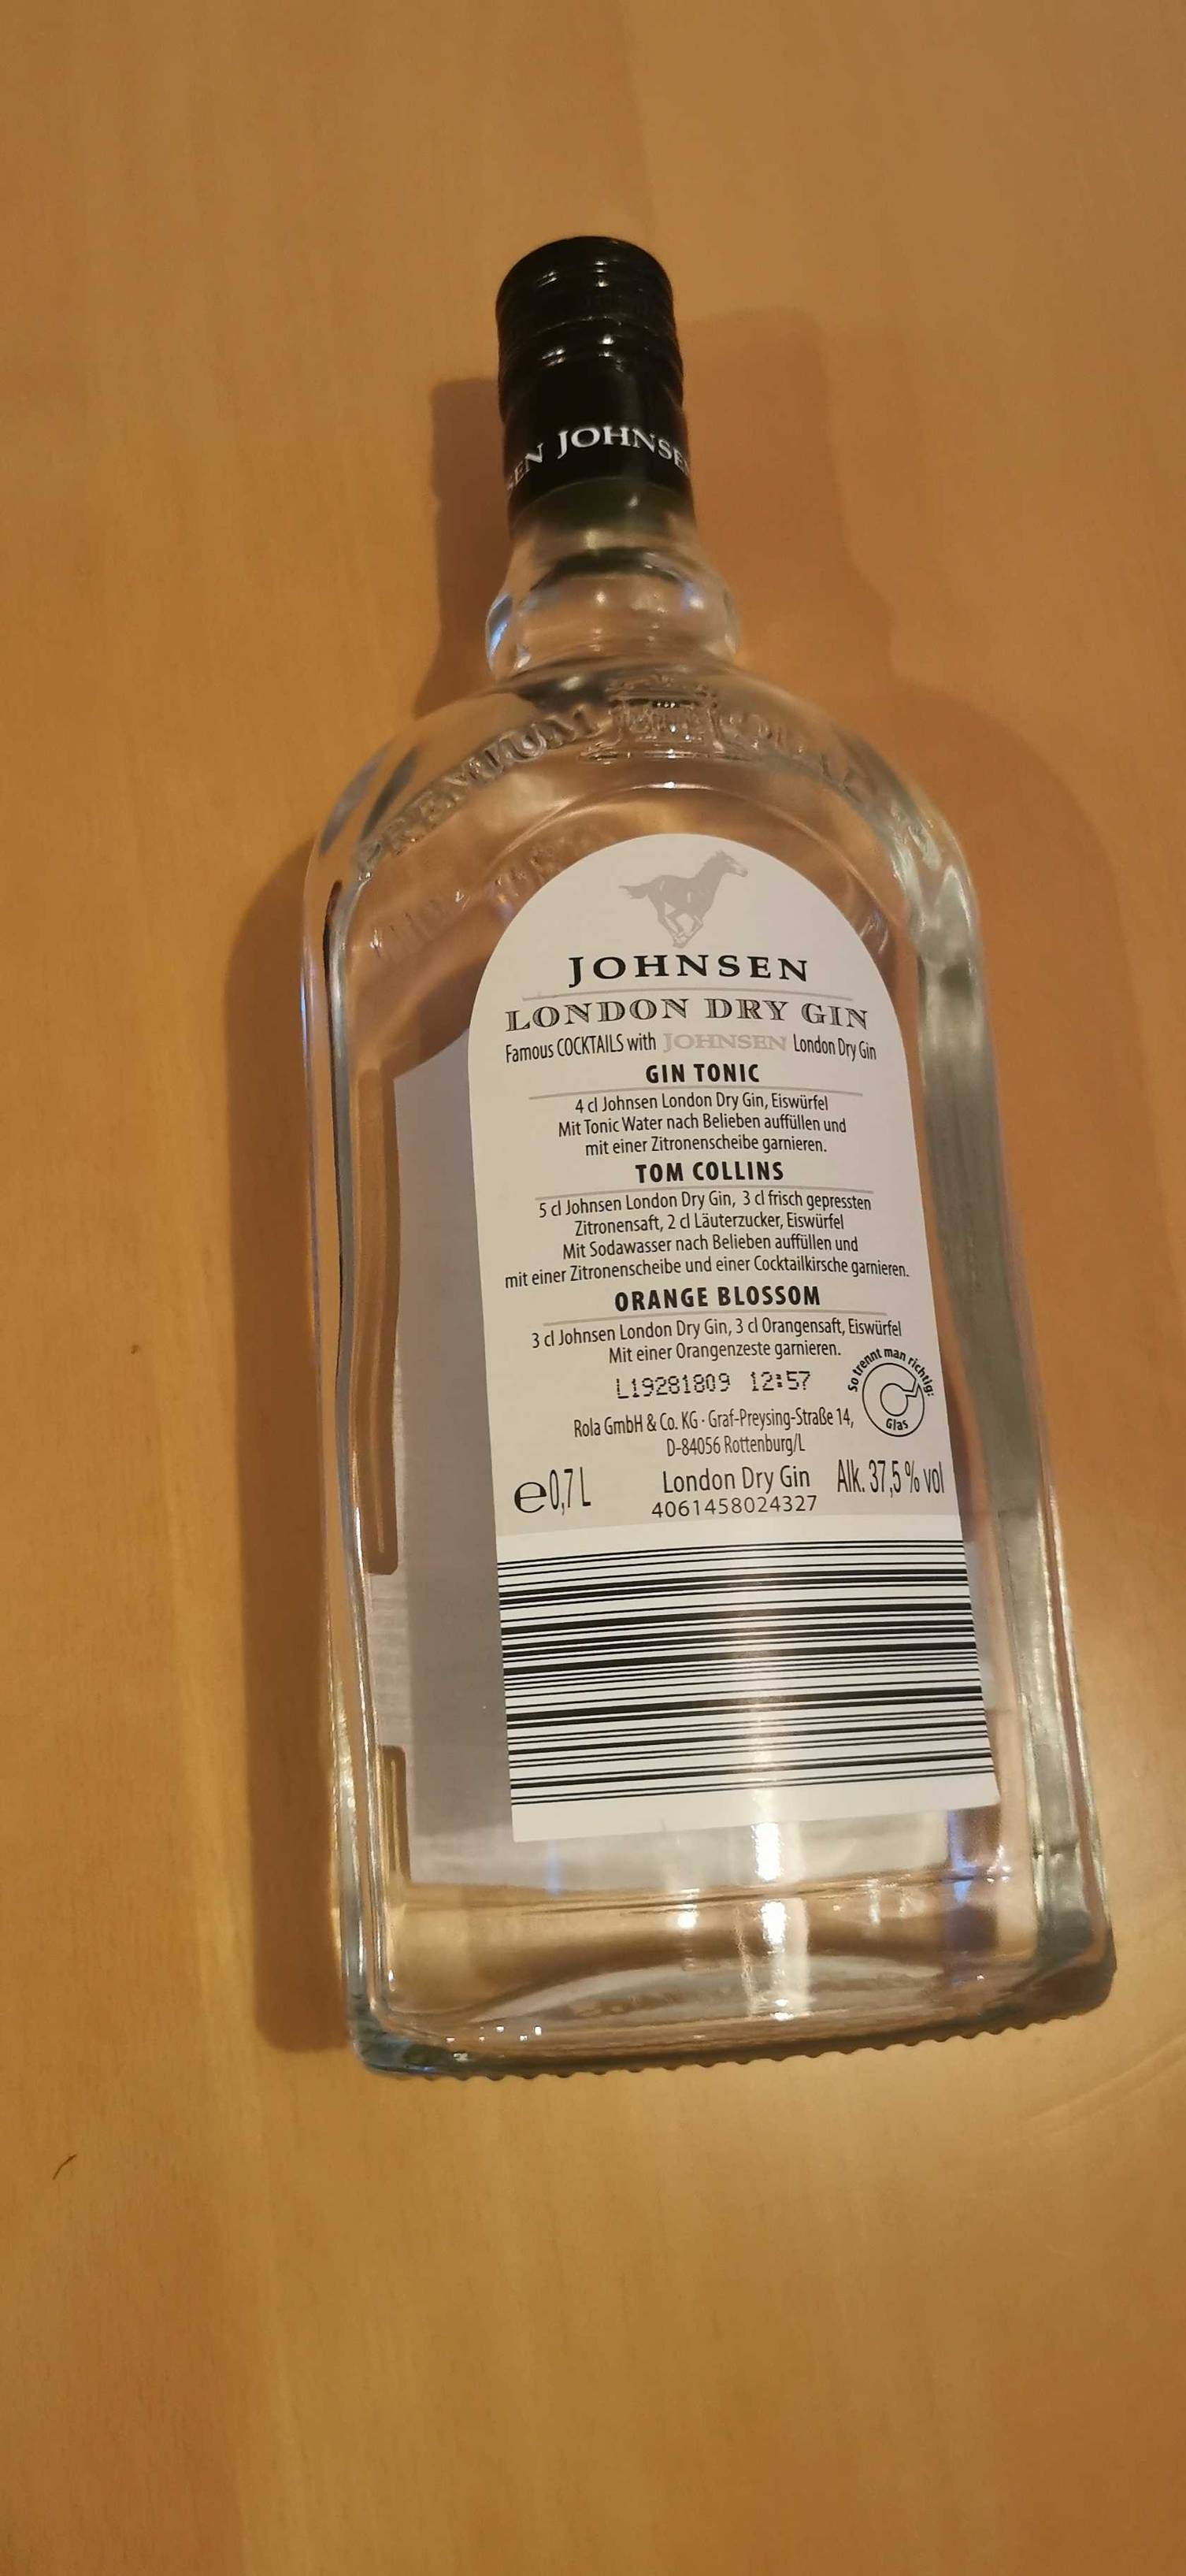 JOHNSEN
PREMIUM
JOHNSEN
LONDON DRY GIN
Famous COCKTAILS with JOHNSEN London Dry Gin
GIN TONIC
4 cl Johnsen London Dry Gin, Eiswürfel
Mit Tonic Water nach Belieben auffüllen und
mit einer Zitronenscheibe garnieren.
TOM COLLINS
5 cl Johnsen London Dry Gin, 3 cl frisch gepressten
Zitronensaft, 2 cl Läuterzucker, Eiswürfel
Mit Sodawasser nach Belieben auffüllen und
mit einer Zitronenscheibe und einer Cocktailkirsche garnieren.
ORANGE BLOSSOM
3 cl Johnsen London Dry Gin, 3 cl Orangensaft, Eiswürfel
Mit einer Orangenzeste garnieren.
So trennt man richtig:
Glas
L19281809 12:57
Rola GmbH & Co. KG · Graf-Preysing-Straße 14,
D-84056 Rottenburg/L
e0,7 L London Dry Gin Alk. 37,5 % vol
4061458024327